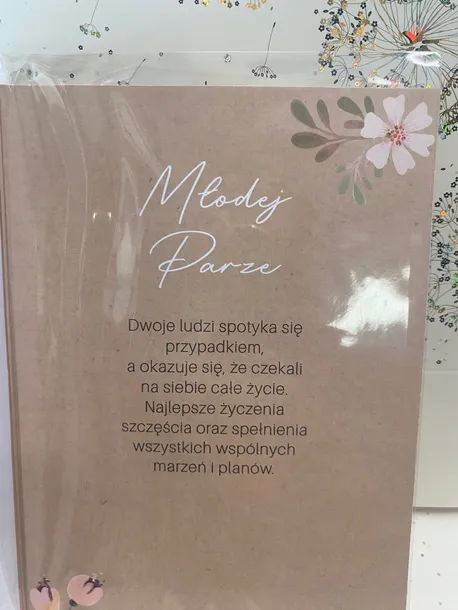 Młodej
Parze
Dwoje ludzi spotyka się
przypadkiem,
a okazuje się, że czekali
na siebie całe życie.
Najlepsze życzenia
szczęścia oraz spełnienia
wszystkich wspólnych
marzeń i planów.